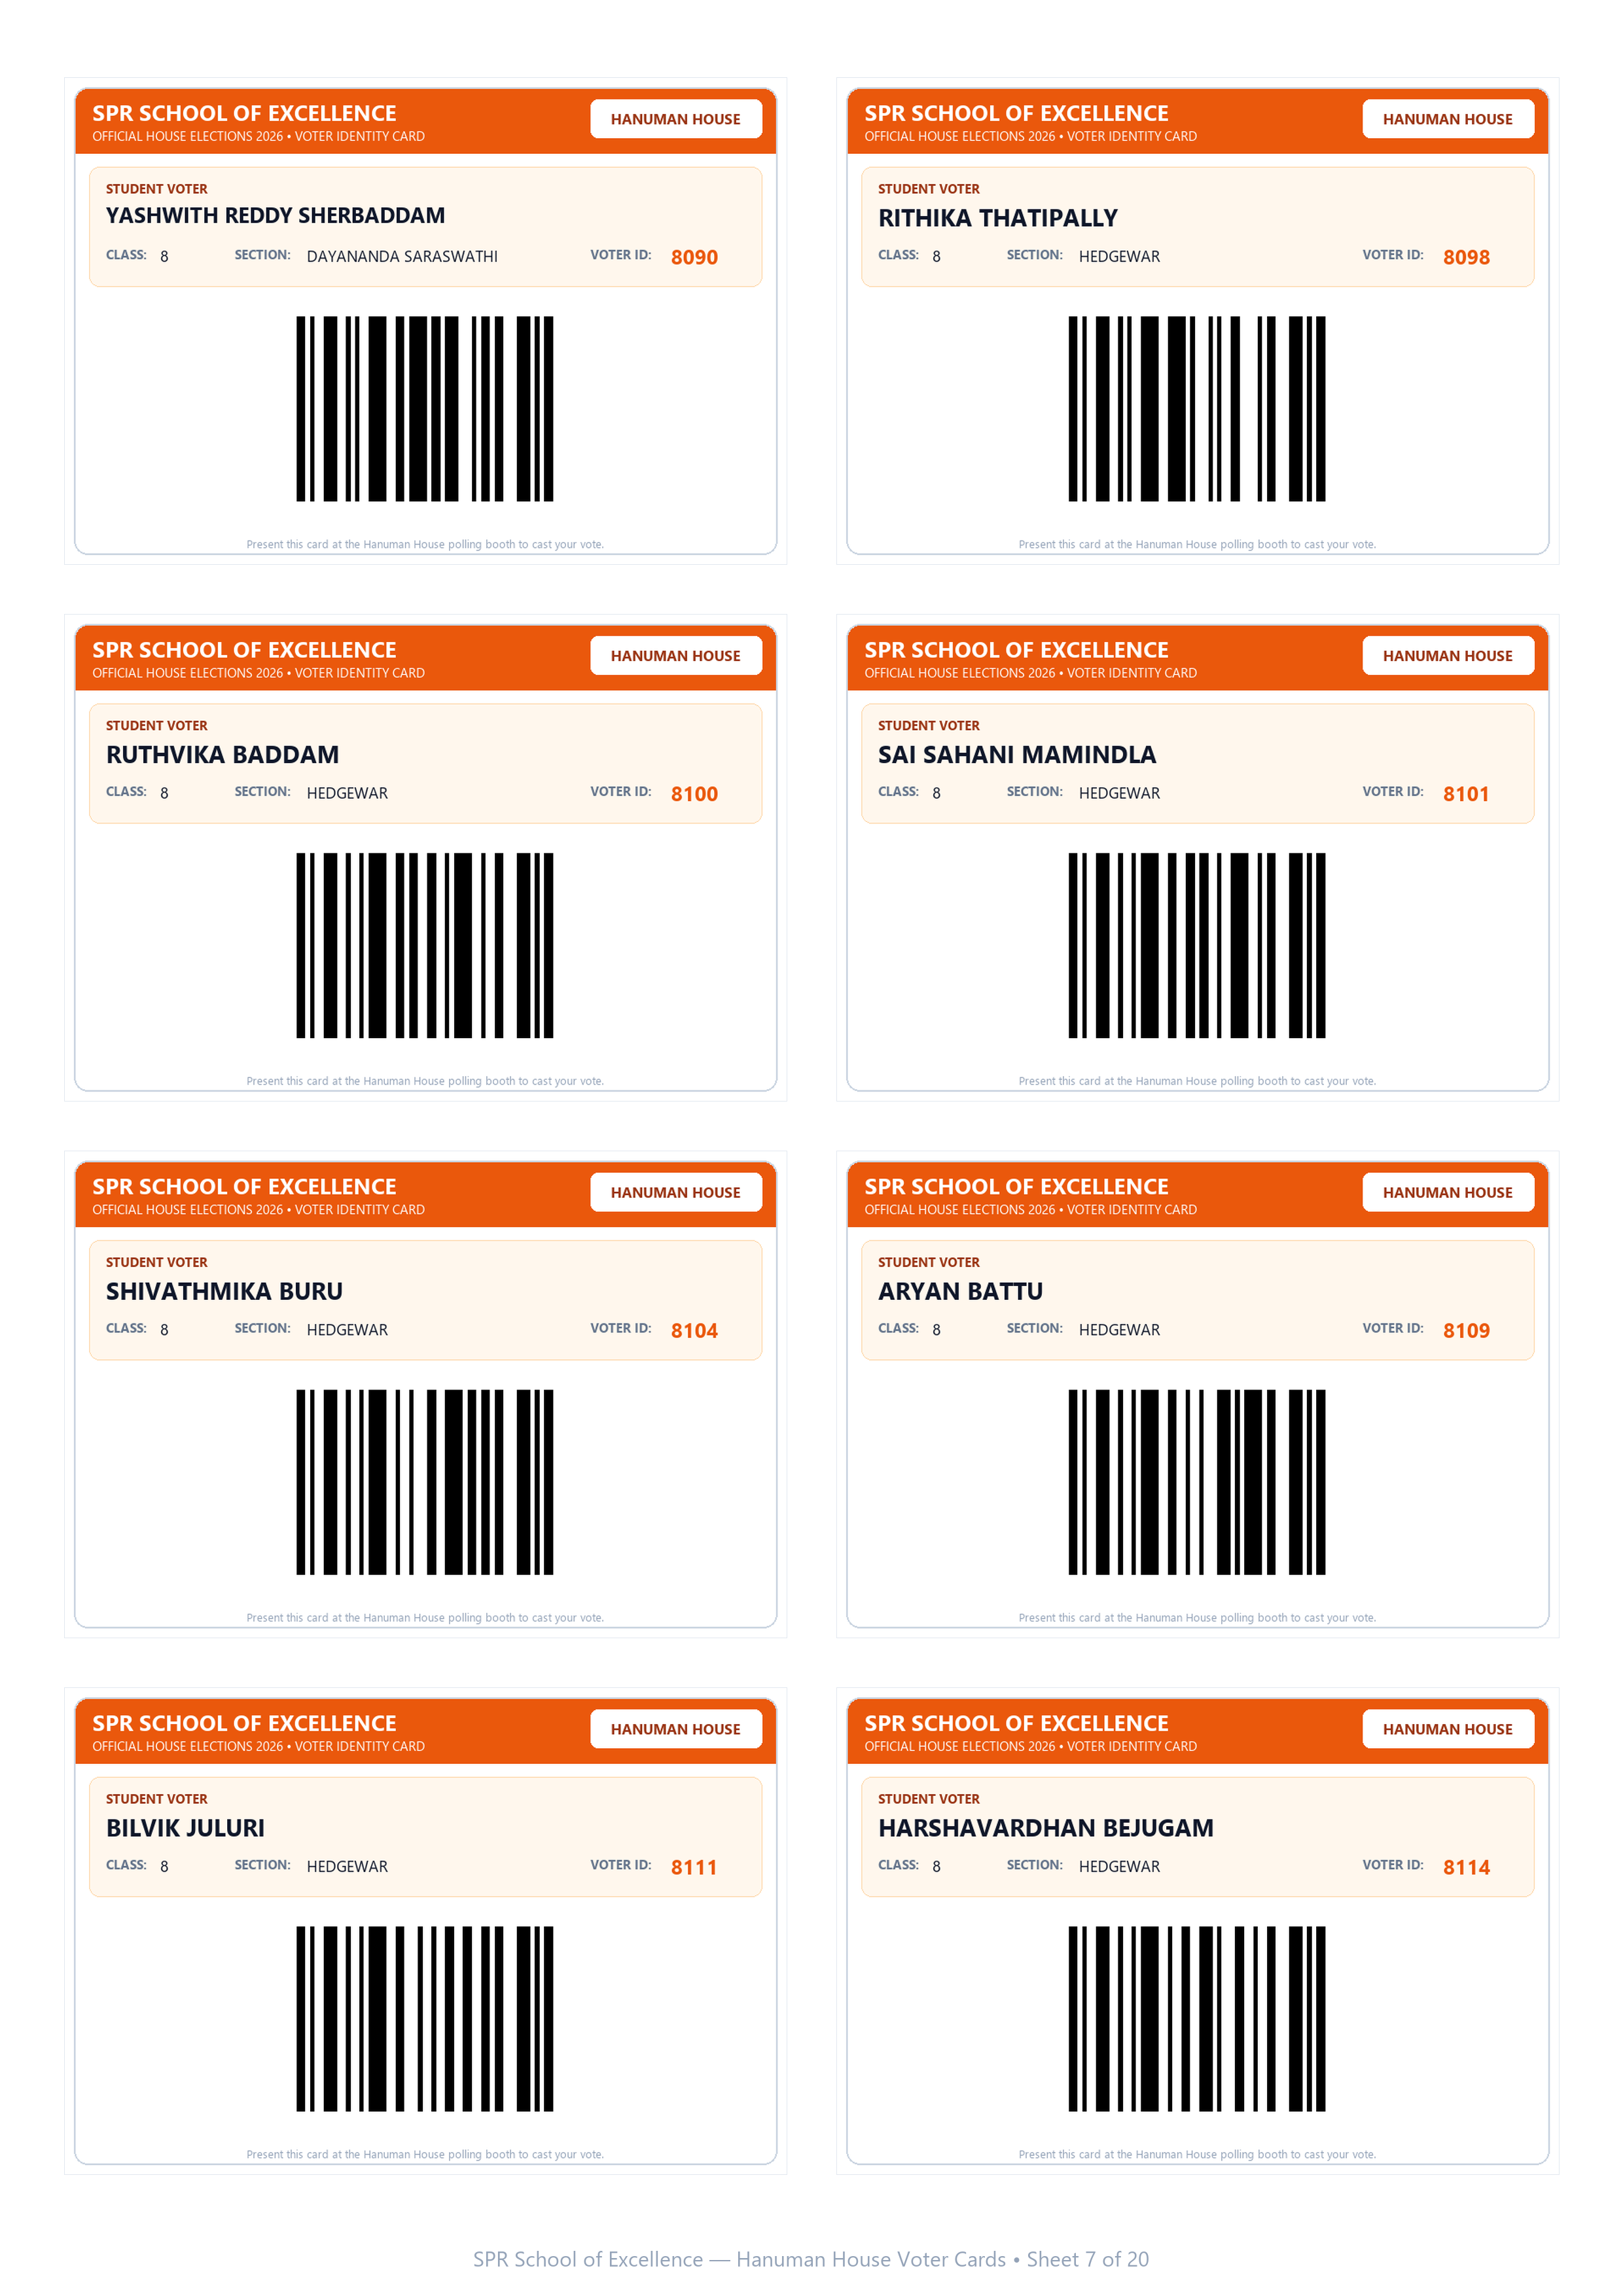 SPR SCHOOL OF EXCELLENCE
OFFICIAL HOUSE ELECTIONS 2026 • VOTER IDENTITY CARD
HANUMAN HOUSE
STUDENT VOTER
YASHWITH REDDY SHERBADDAM
CLASS: 8 SECTION: DAYANANDA SARASWATHI VOTER ID: 8090
Present this card at the Hanuman House polling booth to cast your vote.
SPR SCHOOL OF EXCELLENCE
OFFICIAL HOUSE ELECTIONS 2026 • VOTER IDENTITY CARD
HANUMAN HOUSE
STUDENT VOTER
RITHIKA THATIPALLY
CLASS: 8 SECTION: HEDGEWAR VOTER ID: 8098
Present this card at the Hanuman House polling booth to cast your vote.
SPR SCHOOL OF EXCELLENCE
OFFICIAL HOUSE ELECTIONS 2026 • VOTER IDENTITY CARD
HANUMAN HOUSE
STUDENT VOTER
RUTHVIKA BADDAM
CLASS: 8 SECTION: HEDGEWAR VOTER ID: 8100
Present this card at the Hanuman House polling booth to cast your vote.
SPR SCHOOL OF EXCELLENCE
OFFICIAL HOUSE ELECTIONS 2026 • VOTER IDENTITY CARD
HANUMAN HOUSE
STUDENT VOTER
SAI SAHANI MAMINDLA
CLASS: 8 SECTION: HEDGEWAR VOTER ID: 8101
Present this card at the Hanuman House polling booth to cast your vote.
SPR SCHOOL OF EXCELLENCE
OFFICIAL HOUSE ELECTIONS 2026 • VOTER IDENTITY CARD
HANUMAN HOUSE
STUDENT VOTER
SHIVATHMIKA BURU
CLASS: 8 SECTION: HEDGEWAR VOTER ID: 8104
Present this card at the Hanuman House polling booth to cast your vote.
SPR SCHOOL OF EXCELLENCE
OFFICIAL HOUSE ELECTIONS 2026 • VOTER IDENTITY CARD
HANUMAN HOUSE
STUDENT VOTER
ARYAN BATTU
CLASS: 8 SECTION: HEDGEWAR VOTER ID: 8109
Present this card at the Hanuman House polling booth to cast your vote.
SPR SCHOOL OF EXCELLENCE
OFFICIAL HOUSE ELECTIONS 2026 • VOTER IDENTITY CARD
HANUMAN HOUSE
STUDENT VOTER
BILVIK JULURI
CLASS: 8 SECTION: HEDGEWAR VOTER ID: 8111
Present this card at the Hanuman House polling booth to cast your vote.
SPR SCHOOL OF EXCELLENCE
OFFICIAL HOUSE ELECTIONS 2026 • VOTER IDENTITY CARD
HANUMAN HOUSE
STUDENT VOTER
HARSHAVARDHAN BEJUGAM
CLASS: 8 SECTION: HEDGEWAR VOTER ID: 8114
Present this card at the Hanuman House polling booth to cast your vote.
SPR School of Excellence — Hanuman House Voter Cards • Sheet 7 of 20